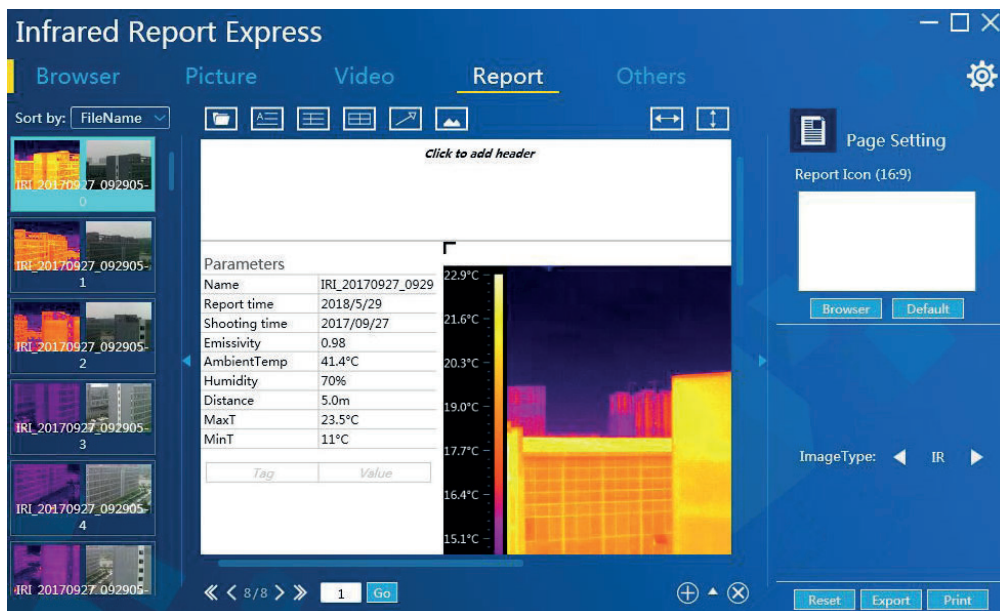 Infrared Report Express
Browser Picture Video Report Others
Sort by: FileName
IRI_20170927_092905-
0
IRI_20170927_092905-
1
IRI_20170927_092905-
2
IRI_20170927_092905-
3
IRI_20170927_092905-
4
IRI_20170927_092905-
Click to add header
Parameters
Name IRI_20170927_0929
Report time 2018/5/29
Shooting time 2017/09/27
Emissivity 0.98
AmbientTemp 41.4°C
Humidity 70%
Distance 5.0m
MaxT 23.5°C
MinT 11°C
Tag Value
22.9°C
21.6°C
20.3°C
19.0°C
17.7°C
16.4°C
15.1°C
8/8 1 Go
Page Setting
Report Icon (16:9)
Browser Default
ImageType: IR
Reset Export Print